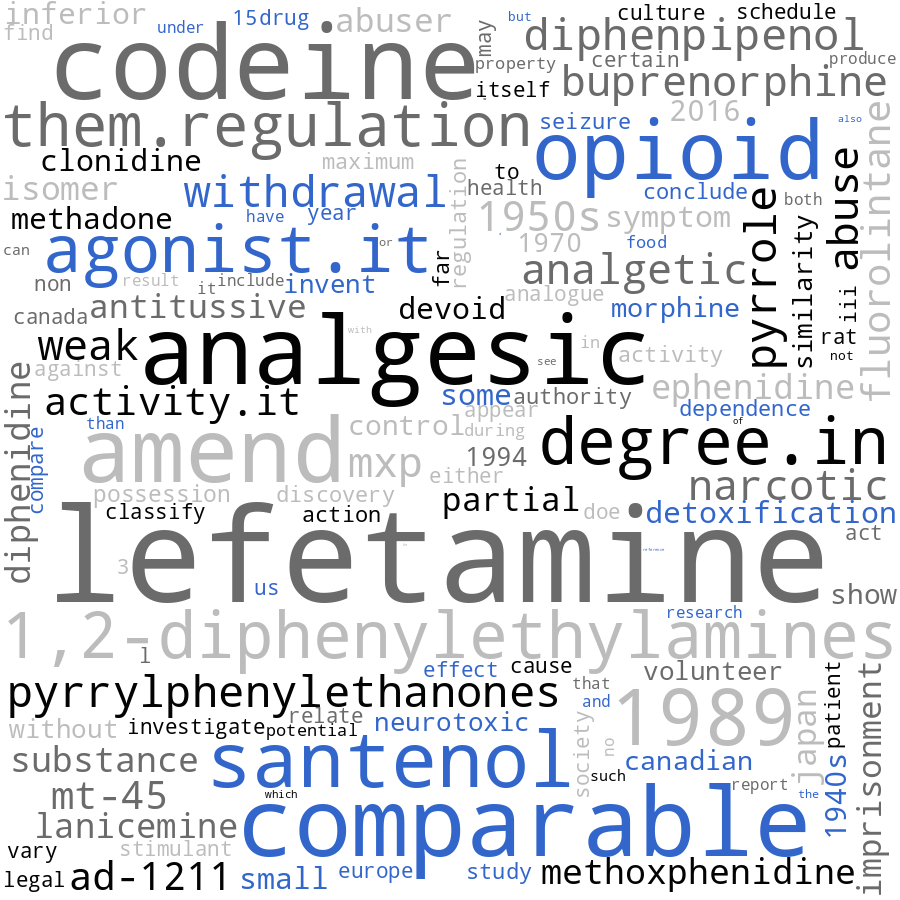 inferior
find
under
15drug
abuser
may
but
culture
schedule
codeine
diphenpipenol
property
certain
produce
itself
buprenorphine
them.regulation
seizure
2016
also
opioid
fluorolintane
clonidine
maximum
to
abuse
isomer
withdrawal
regulation
health
conclude
both
methadone
have
year
1950s
symptom
pyrrole
similarity
can
agonist.it
or
far
1970
food
non
result
it
include
invent
analgetic
iii
canada
antitussive
devoid
analogue
morphine
weak
analgesic
with
see
in
activity
rat
not
against
diphenidine
activity.it
some
authority
ephenidine
dependence
compare
than
amend
control
appear
during
of
degree.in
mxp
1994
either
narcotic
possession
discovery
classify
action
partial
doe
detoxification
act
lefetamine
reference
3
us
show
research
1,2-diphenylethylamines
l
effect
cause
volunteer
patient
imprisonment
pyrrylphenylethanones
that
and
1989
japan
without
investigate
relate
potential
neurotoxic
society
no
substance
santenol
such
canadian
1940s
mt-45
which
report
the
lanicemine
comparable
vary
stimulant
legal
ad-1211
small
europe
study
methoxphenidine